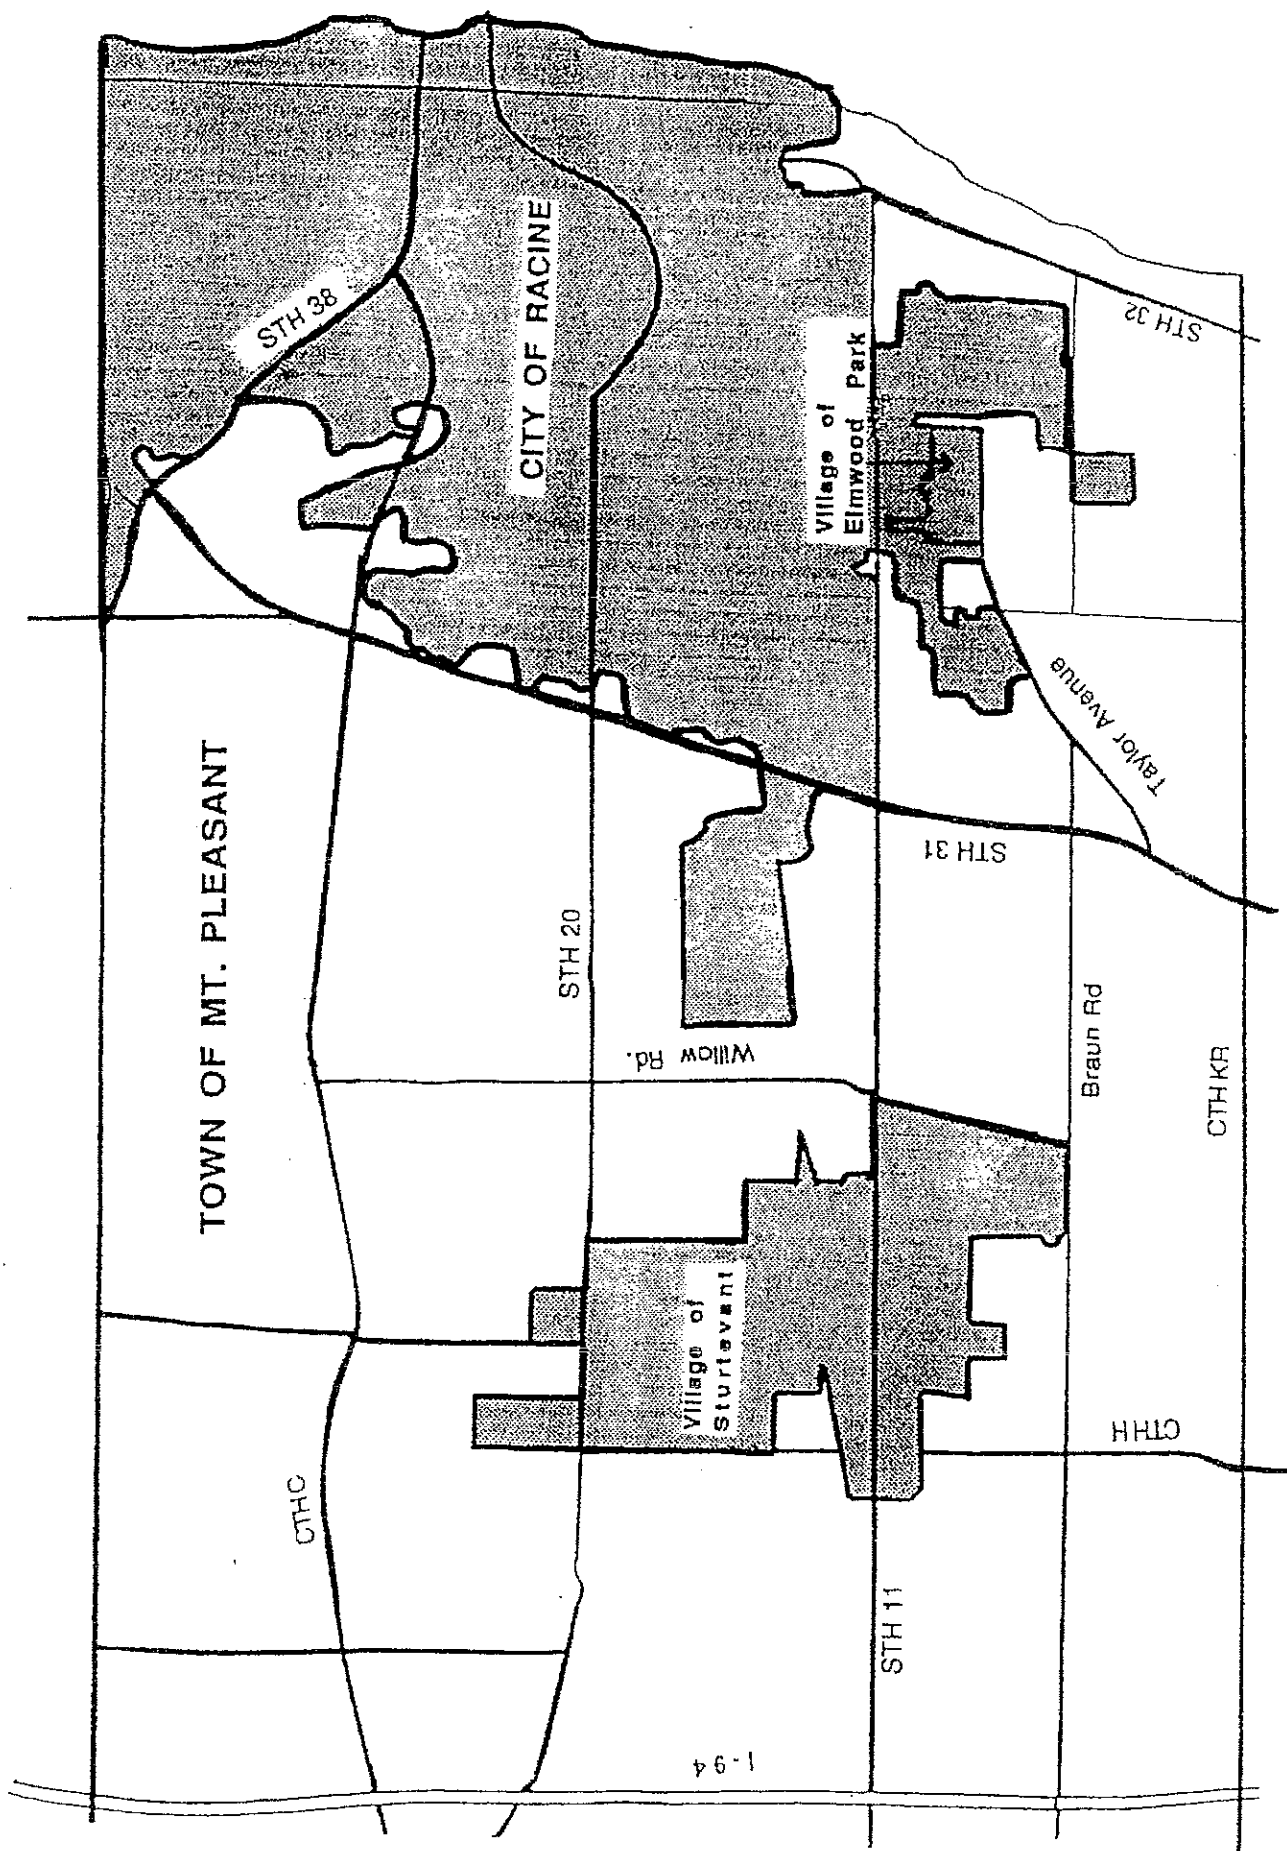 TOWN OF MT. PLEASANT
CITY OF RACINE
STH 38
Village of
Elmwood Park
STH 32
Taylor Avenue
STH 31
STH 20
Willow Rd.
Braun Rd
CTH KR
Village of
Sturtevant
CTH H
CTH C
STH 11
I-94